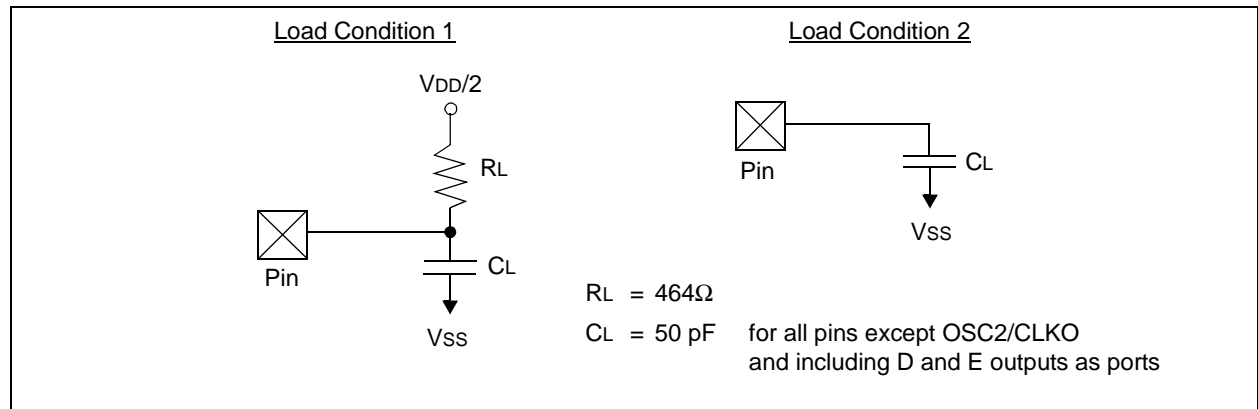 Load Condition 1
VDD/2
RL
Pin
CL
VSS
Load Condition 2
Pin
CL
VSS
RL = 464Ω
CL = 50 pF for all pins except OSC2/CLKO
and including D and E outputs as ports